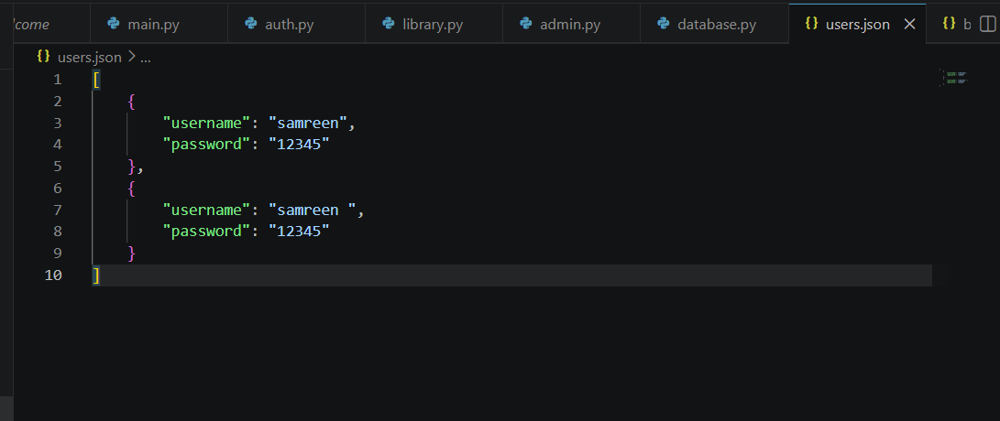 lcome main.py auth.py library.py admin.py database.py {} users.json × {} b
{} users.json > ...
1 [
2 {
3 "username": "samreen",
4 "password": "12345"
5 },
6 {
7 "username": "samreen ",
8 "password": "12345"
9 }
10 ]